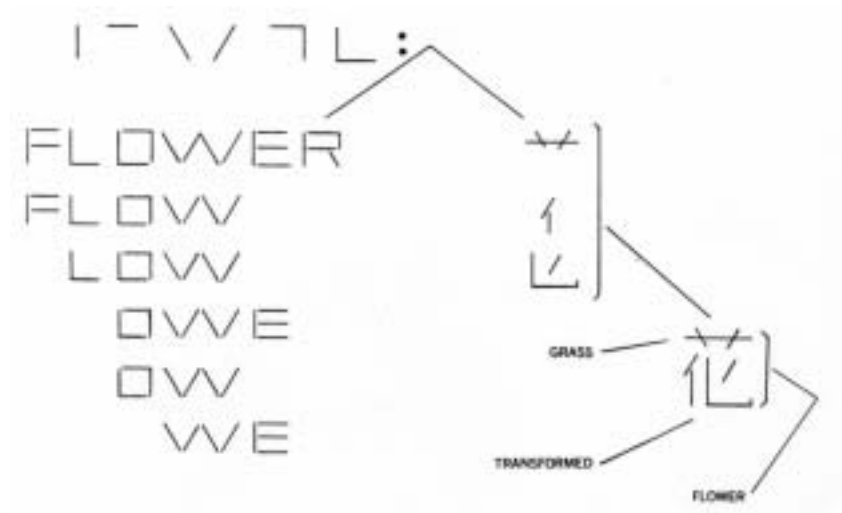 FLOWER
FLOW
LOW
OWE
OW
WE
艹
亻
匕
花
GRASS
TRANSFORMED
FLOWER